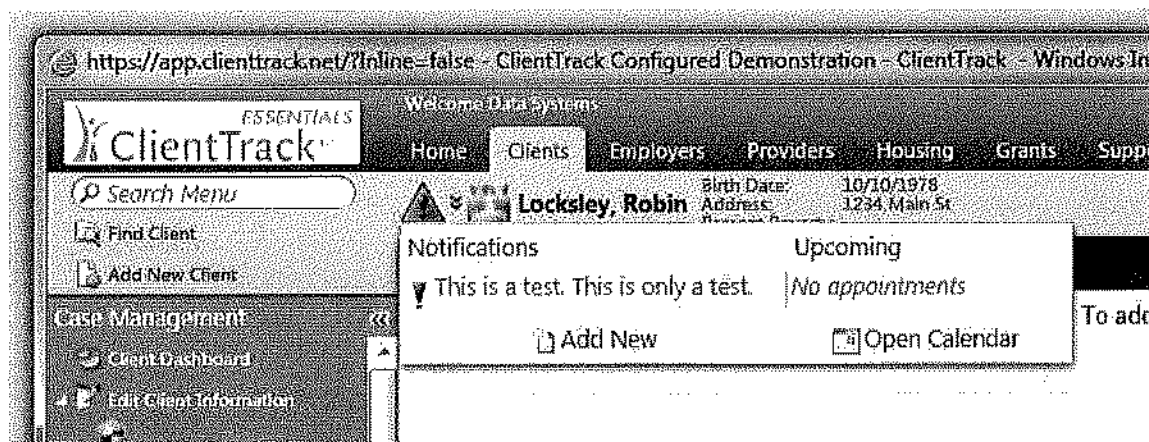 https://app.clienttrack.net/?Inline=false - ClientTrack Configured Demonstration - ClientTrack - Windows In
Welcome Data Systems
ESSENTIALS
ClientTrack
Home Clients Employers Providers Housing Grants Supp
Search Menu
Birth Date: 10/10/1978
Locksley, Robin Address: 1234 Main St
Find Client
Notifications Upcoming
Add New Client
This is a test. This is only a test. No appointments
Case Management
To add
Add New Open Calendar
Client Dashboard
Edit Client Information